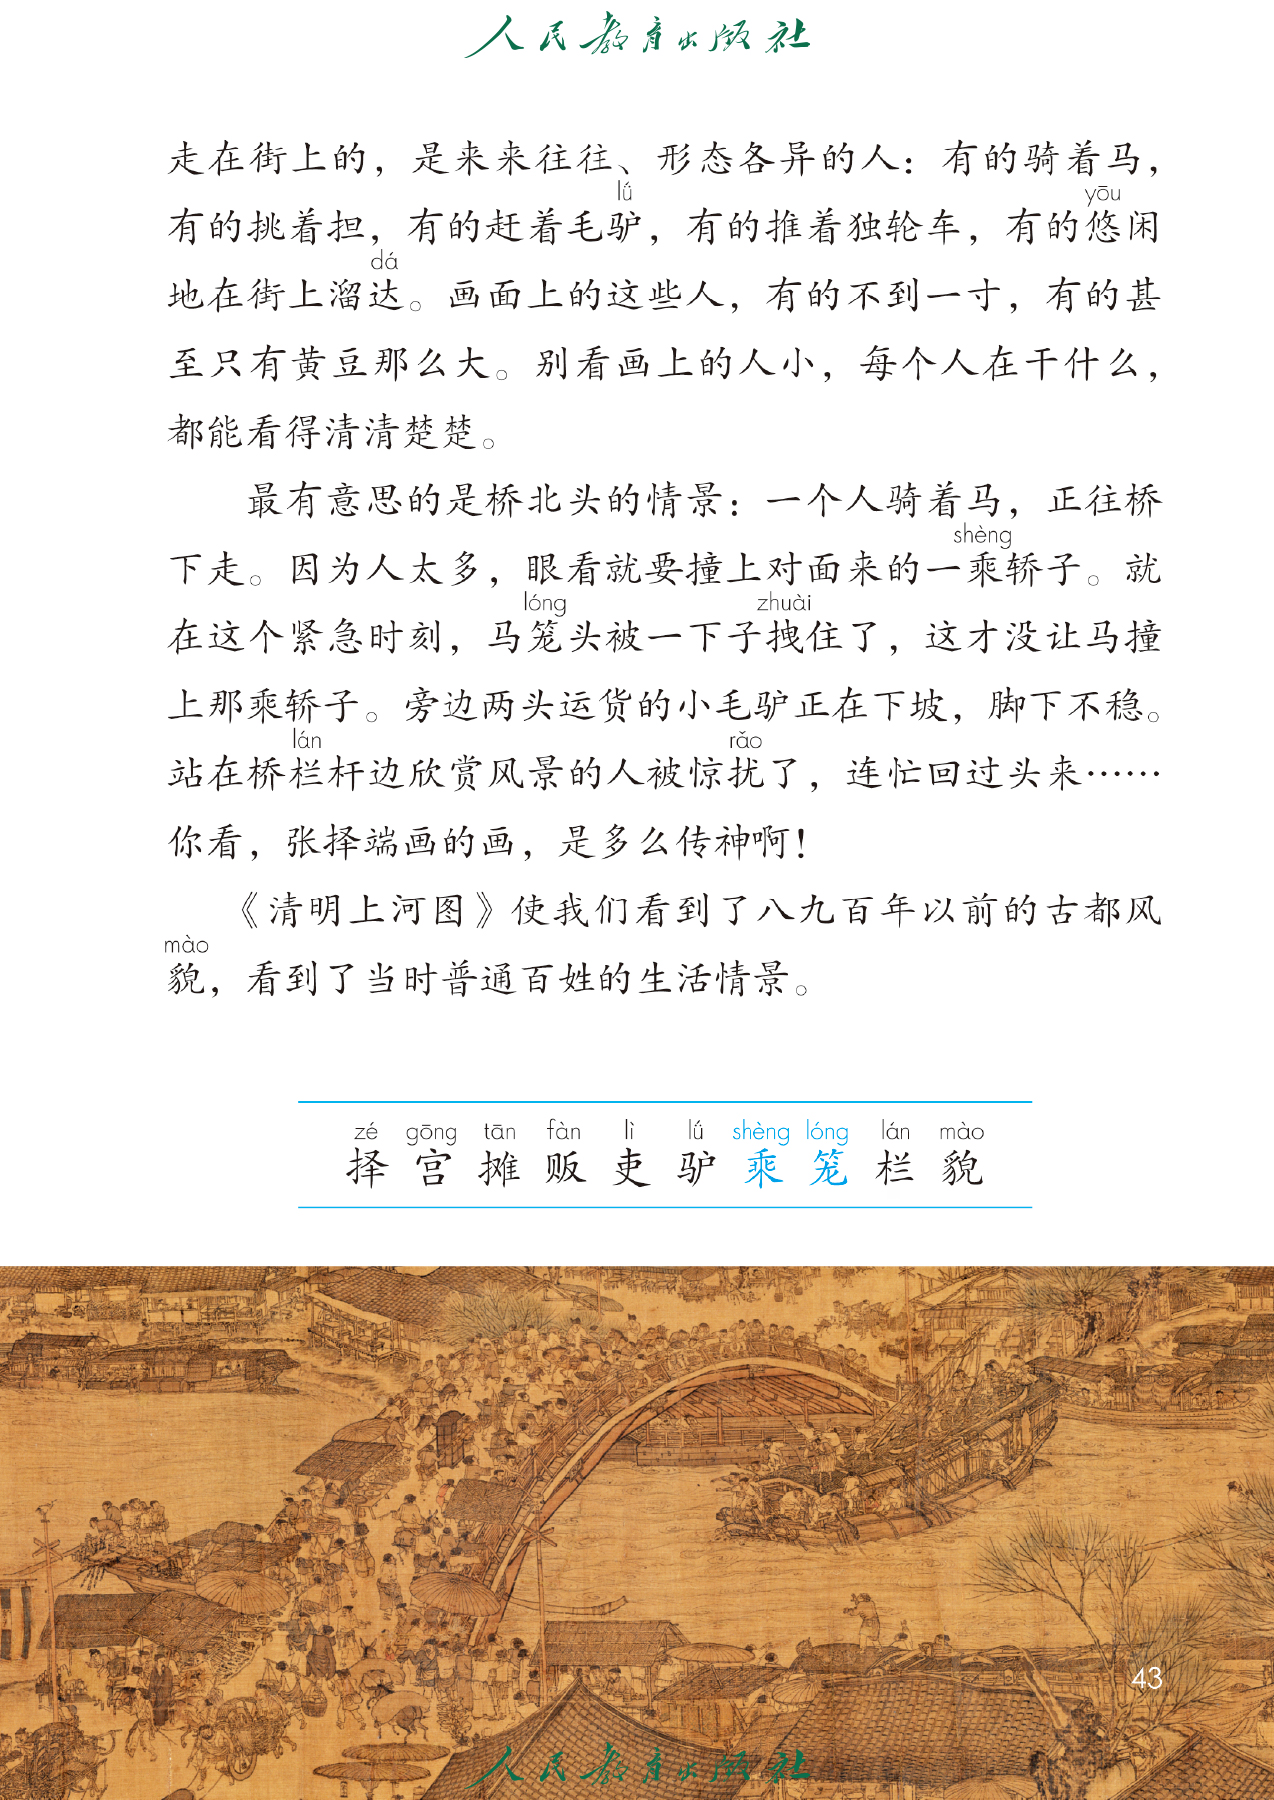 人民教育出版社
走在街上的，是来来往往、形态各异的人：有的骑着马，
lǘ yōu
有的挑着担，有的赶着毛驴，有的推着独轮车，有的悠闲
dá
地在街上溜达。画面上的这些人，有的不到一寸，有的甚
至只有黄豆那么大。别看画上的人小，每个人在干什么，
都能看得清清楚楚。
最有意思的是桥北头的情景：一个人骑着马，正往桥
shèng
下走。因为人太多，眼看就要撞上对面来的一乘轿子。就
lóng zhuài
在这个紧急时刻，马笼头被一下子拽住了，这才没让马撞
上那乘轿子。旁边两头运货的小毛驴正在下坡，脚下不稳。
lán rǎo
站在桥栏杆边欣赏风景的人被惊扰了，连忙回过头来……
你看，张择端画的画，是多么传神啊！
《清明上河图》使我们看到了八九百年以前的古都风
mào
貌，看到了当时普通百姓的生活情景。
zé gōng tān fàn lì lǘ shèng lóng lán mào
择 宫 摊 贩 吏 驴 乘 笼 栏 貌
43
人民教育出版社